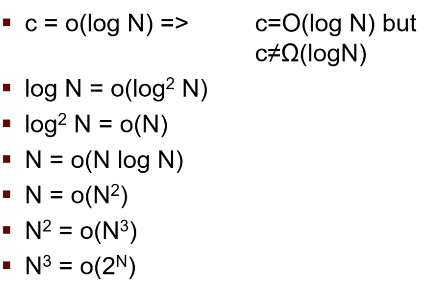 ▪ c = o(log N) => c=O(log N) but
c≠Ω(logN)
▪ log N = o(log² N)
▪ log² N = o(N)
▪ N = o(N log N)
▪ N = o(N²)
▪ N² = o(N³)
▪ N³ = o(2ᴺ)